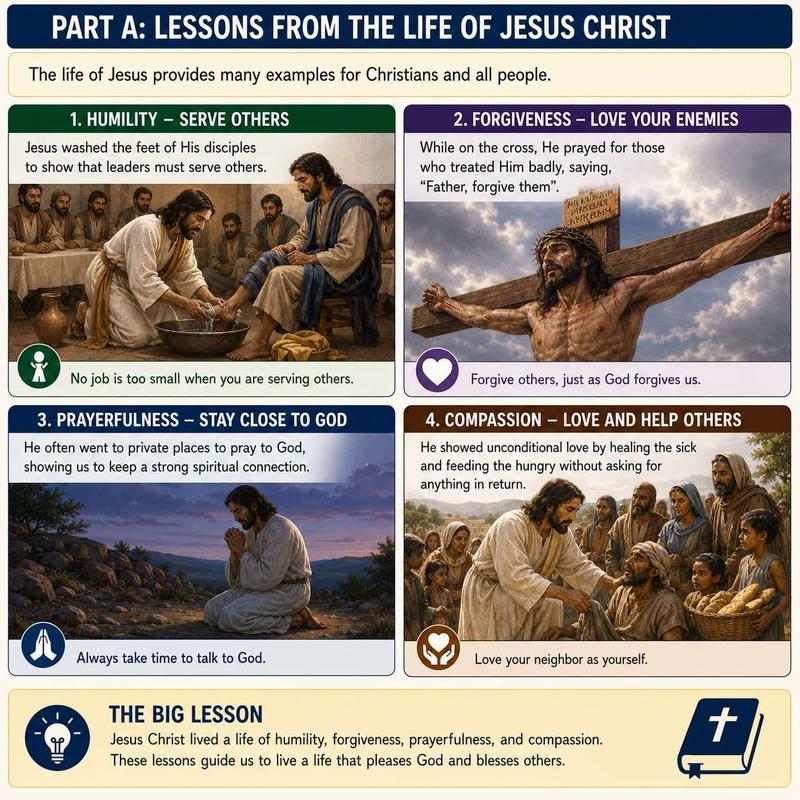 PART A: LESSONS FROM THE LIFE OF JESUS CHRIST
The life of Jesus provides many examples for Christians and all people.
1. HUMILITY – SERVE OTHERS
Jesus washed the feet of His disciples
to show that leaders must serve others.
No job is too small when you are serving others.
2. FORGIVENESS – LOVE YOUR ENEMIES
While on the cross, He prayed for those
who treated Him badly, saying,
“Father, forgive them”.
Forgive others, just as God forgives us.
3. PRAYERFULNESS – STAY CLOSE TO GOD
He often went to private places to pray to God,
showing us to keep a strong spiritual connection.
Always take time to talk to God.
4. COMPASSION – LOVE AND HELP OTHERS
He showed unconditional love by healing the sick
and feeding the hungry without asking for
anything in return.
Love your neighbor as yourself.
THE BIG LESSON
Jesus Christ lived a life of humility, forgiveness, prayerfulness, and compassion.
These lessons guide us to live a life that pleases God and blesses others.